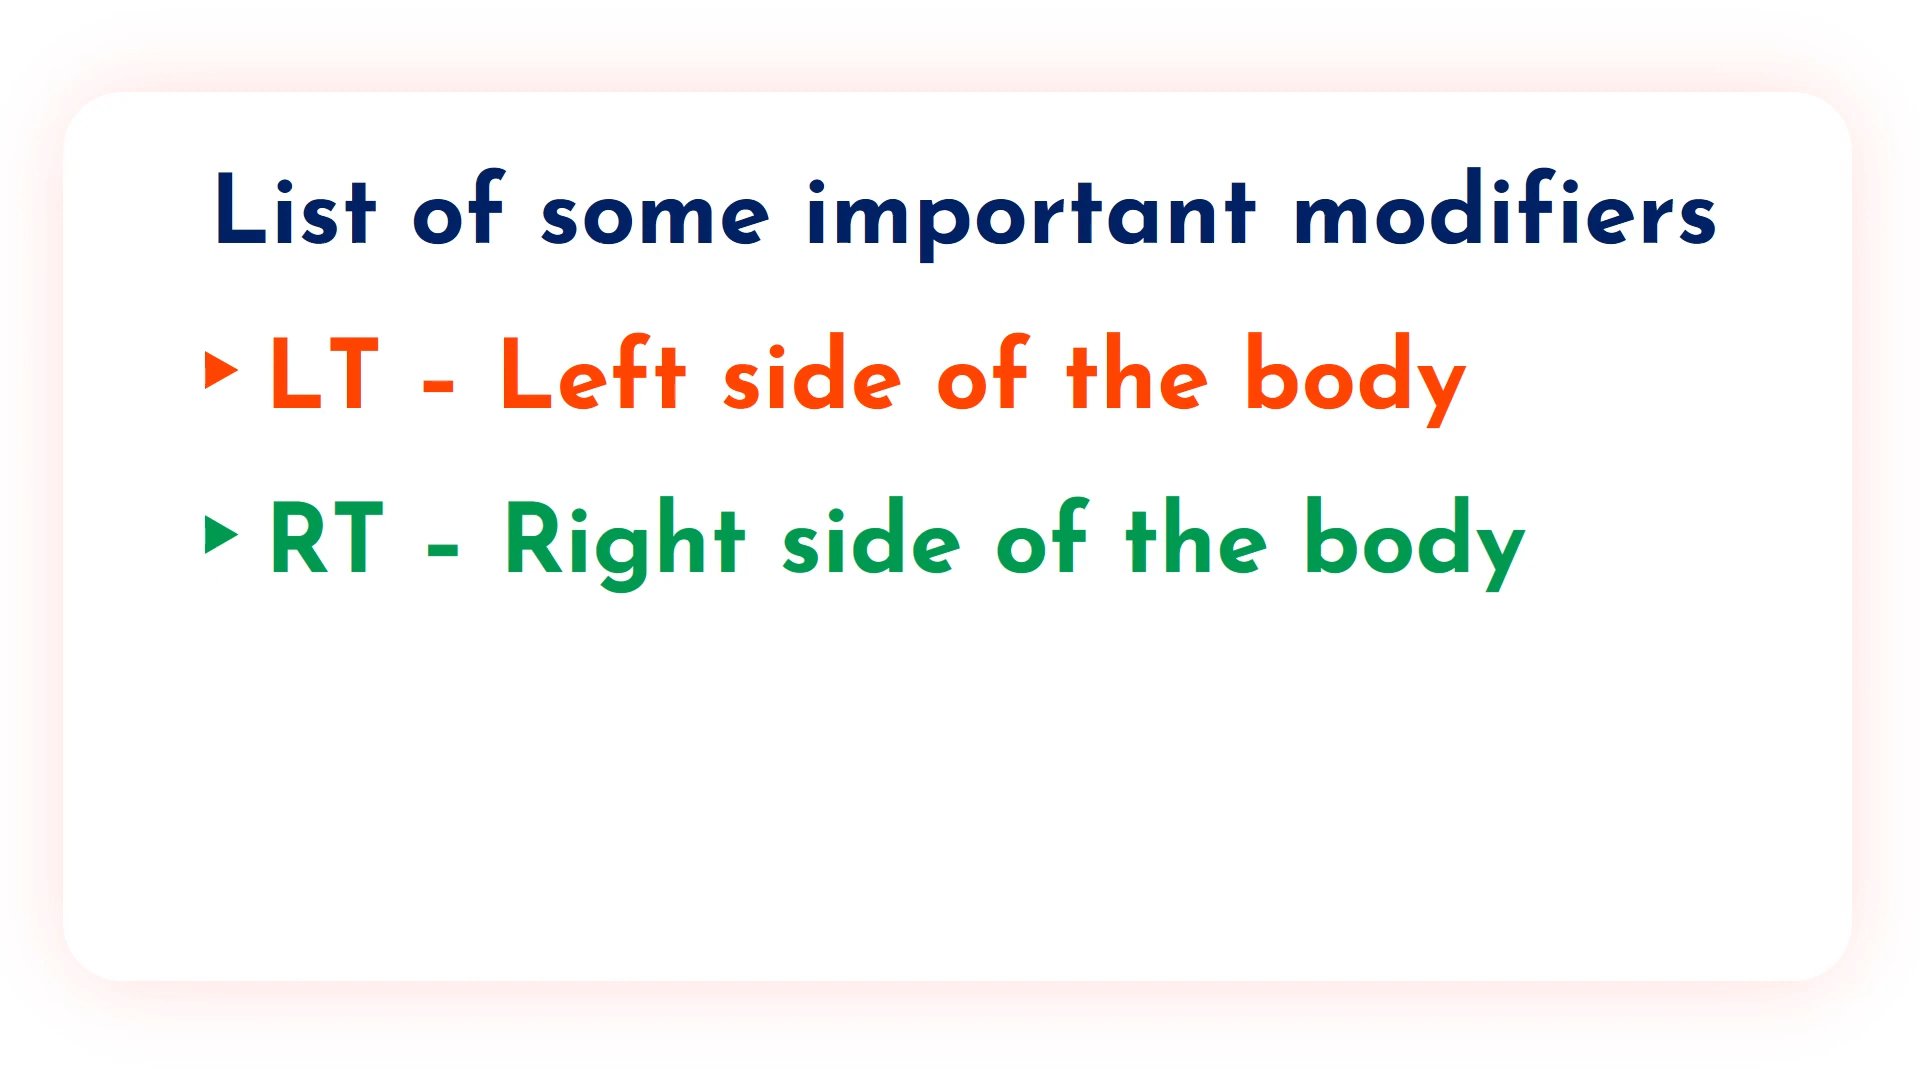 List of some important modifiers
▶ LT – Left side of the body
▶ RT – Right side of the body